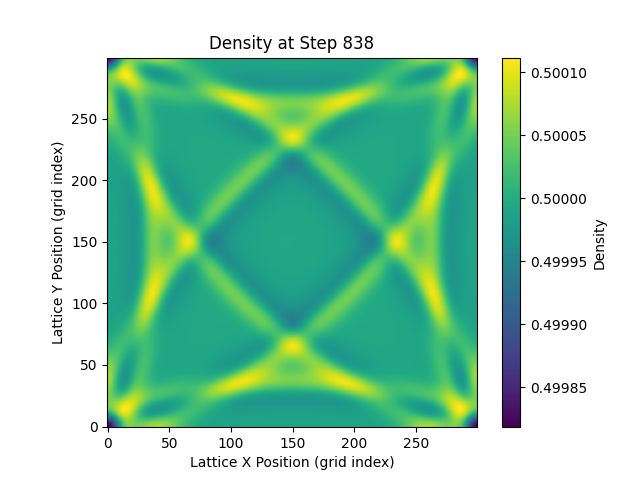 Density at Step 838
Lattice Y Position (grid index)
250
200
150
100
50
0
0 50 100 150 200 250
Lattice X Position (grid index)
0.50010
0.50005
0.50000
0.49995
0.49990
0.49985
Density